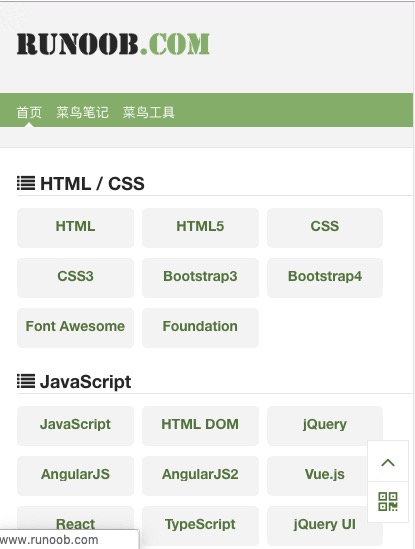 RUNOOB.COM
首页 菜鸟笔记 菜鸟工具
HTML / CSS
HTML HTML5 CSS
CSS3 Bootstrap3 Bootstrap4
Font Awesome Foundation
JavaScript
JavaScript HTML DOM jQuery
AngularJS AngularJS2 Vue.js
React TypeScript jQuery UI
www.runoob.com